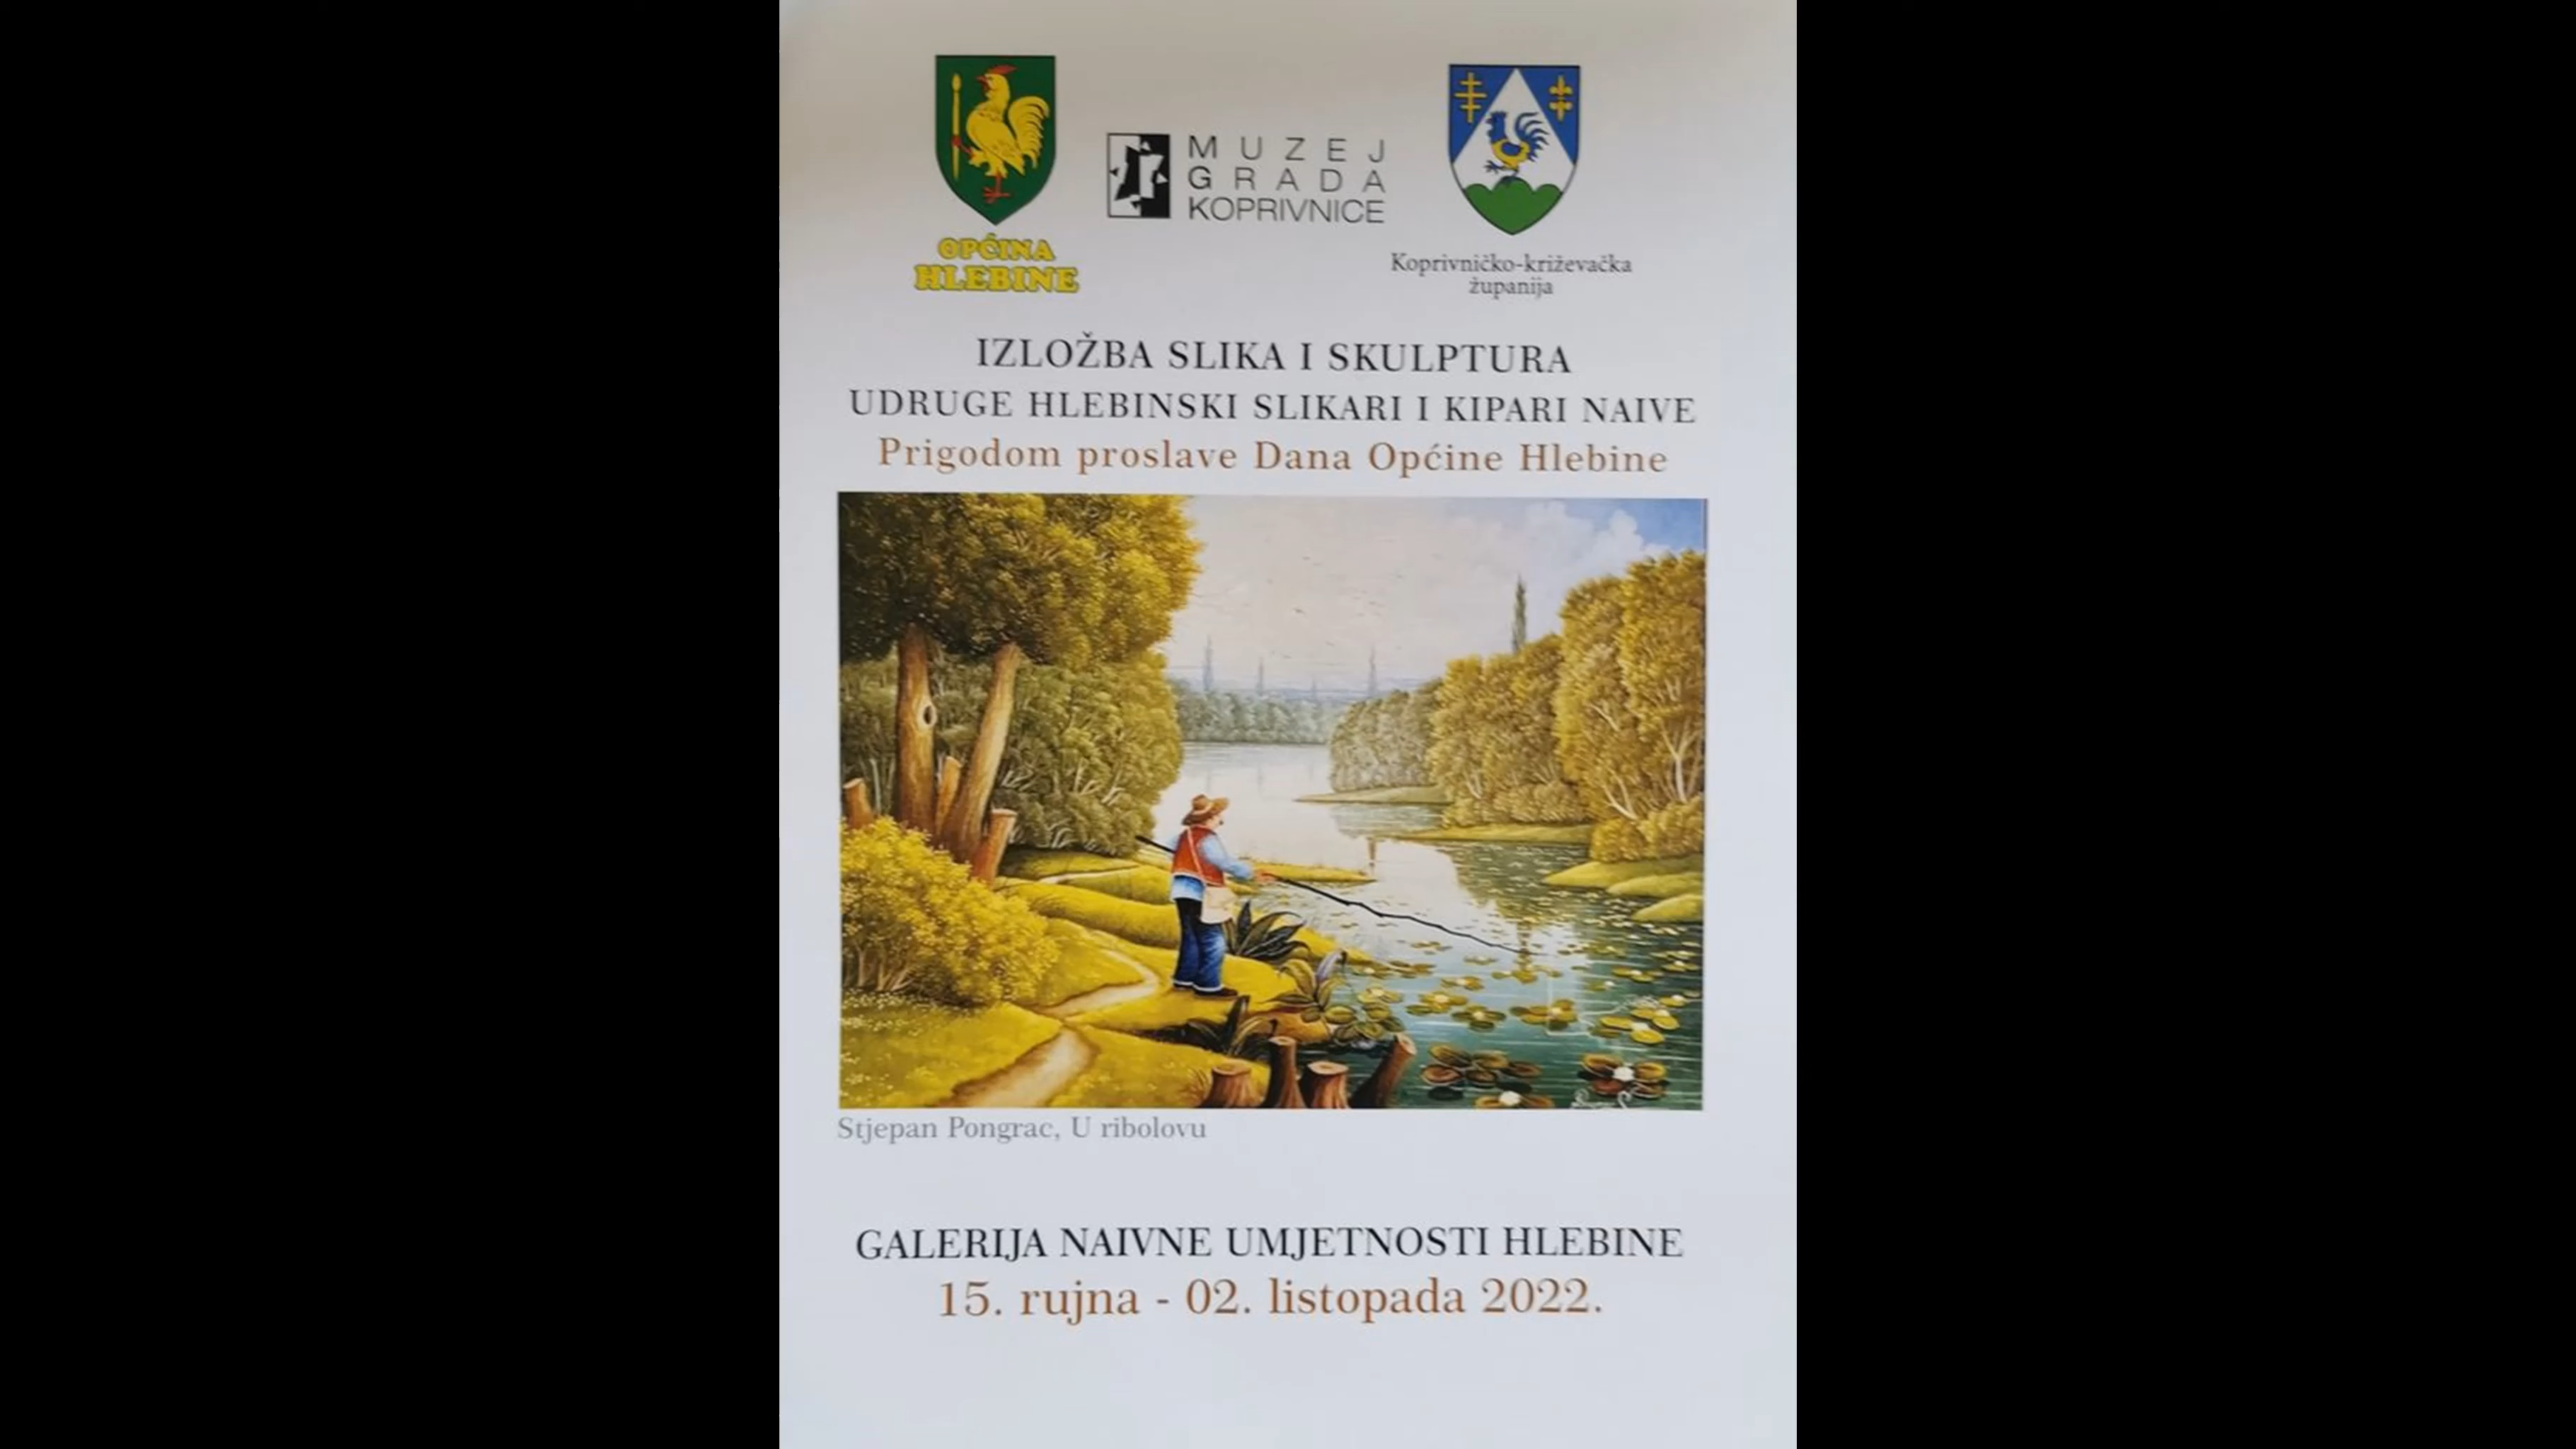 OPĆINA
HLEBINE
MUZEJ
GRADA
KOPRIVNICE
Koprivničko-križevačka
županija
IZLOŽBA SLIKA I SKULPTURA
UDRUGE HLEBINSKI SLIKARI I KIPARI NAIVE
Prigodom proslave Dana Općine Hlebine
Stjepan Pongrac, U ribolovu
GALERIJA NAIVNE UMJETNOSTI HLEBINE
15. rujna - 02. listopada 2022.